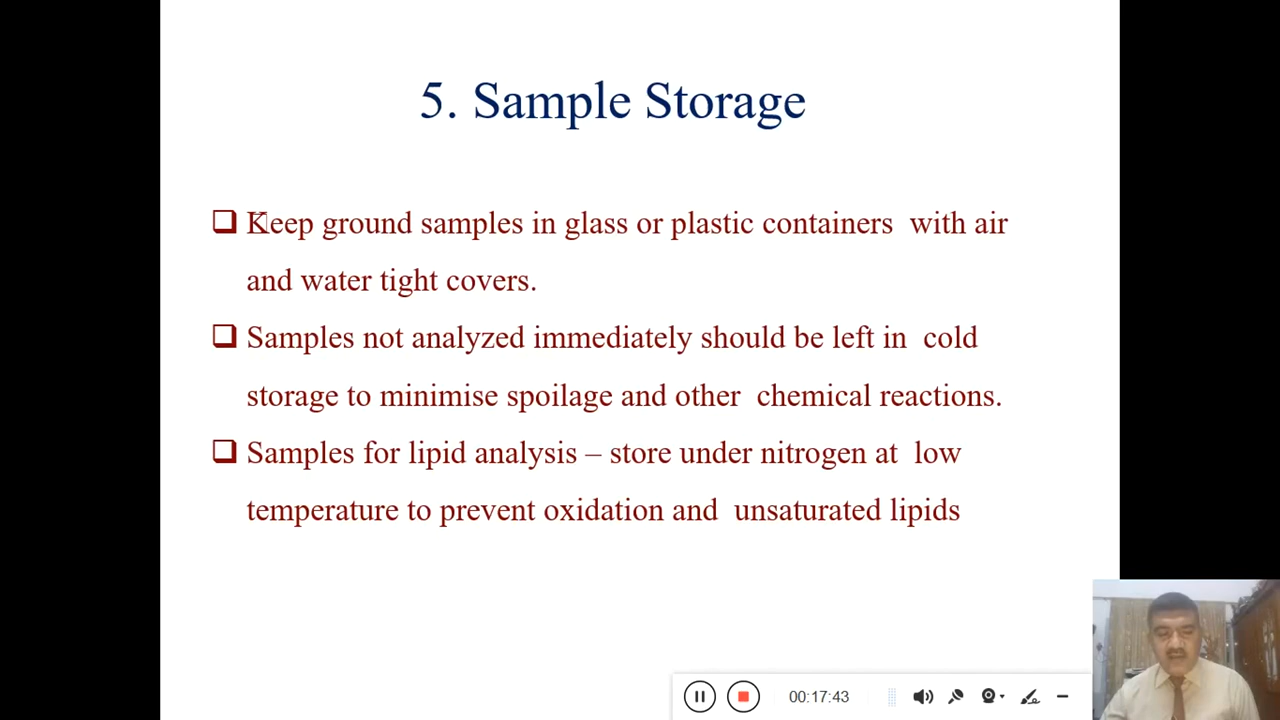 5. Sample Storage
Keep ground samples in glass or plastic containers with air
and water tight covers.
Samples not analyzed immediately should be left in cold
storage to minimise spoilage and other chemical reactions.
Samples for lipid analysis – store under nitrogen at low
temperature to prevent oxidation and unsaturated lipids
00:17:43